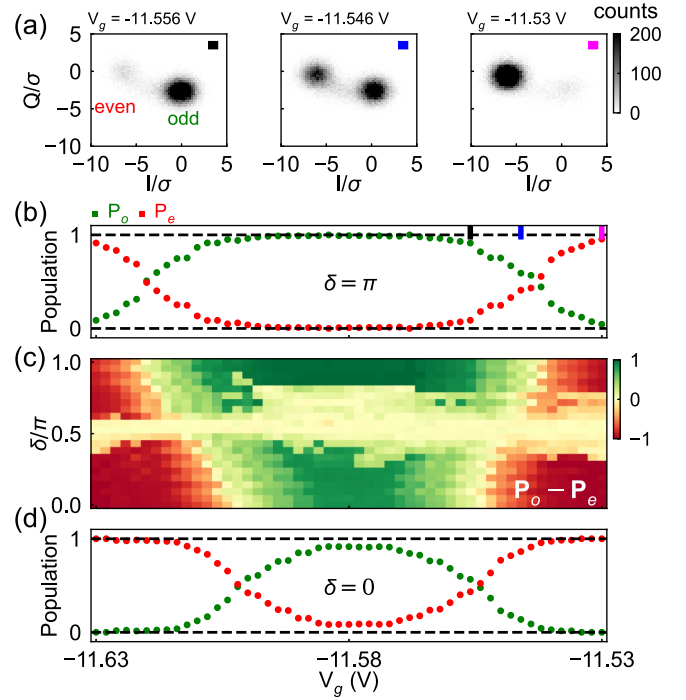 (a) V_g = -11.556 V V_g = -11.546 V V_g = -11.53 V counts
5 0 −5 −10
Q/σ
even odd
200 100 0
−10 −5 0 5 −10 −5 0 5 −10 −5 0 5
I/σ I/σ I/σ
(b) P_o P_e
1
Population
δ = π
0
(c)
1.0 0.5 0.0
δ/π
1 0 −1
P_o − P_e
(d)
1
Population
δ = 0
0
−11.63 −11.58 −11.53
V_g (V)